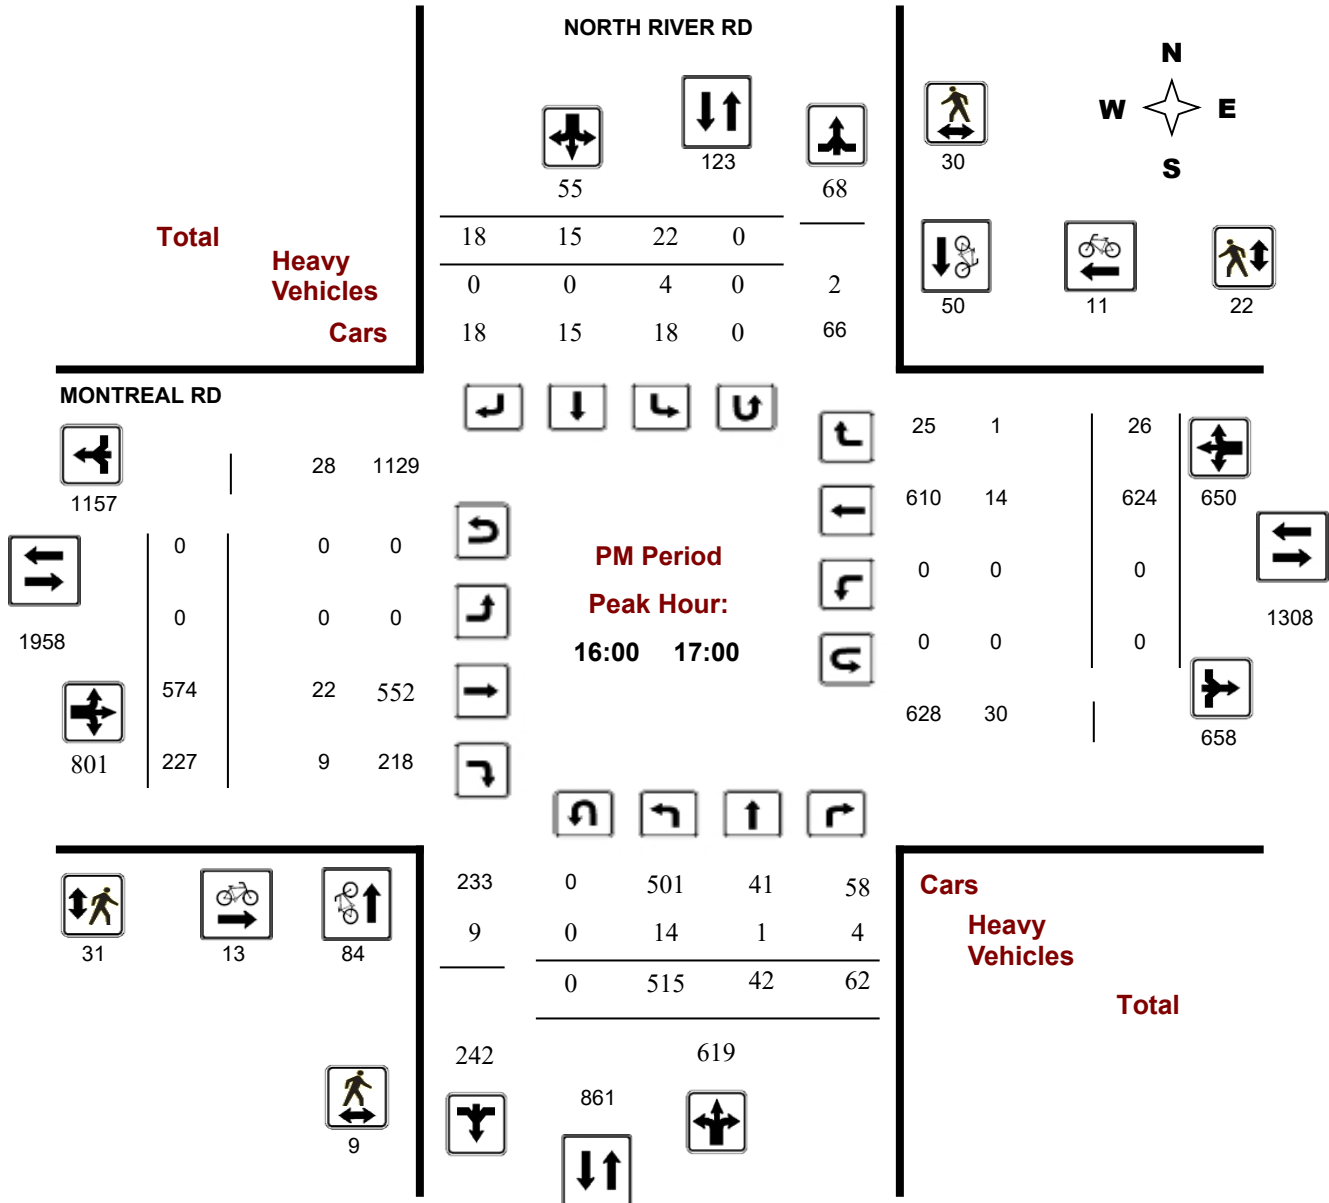 NORTH RIVER RD
N
W E
S
123
30
55 68
Total 18 15 22 0
Heavy
Vehicles 0 0 4 0 2
50 11 22
Cars 18 15 18 0 66
MONTREAL RD
25 1 26
28 1129
1157 610 14 624 650
0 0 0
PM Period
0 0 0
Peak Hour:
0 0 0
1958 1308
16:00 17:00
0 0 0
574 22 552
628 30
658
801 227 9 218
233 0 501 41 58 Cars
9 0 14 1 4 Heavy
Vehicles
31 13 84
0 515 42 62
Total
242 619
861
9